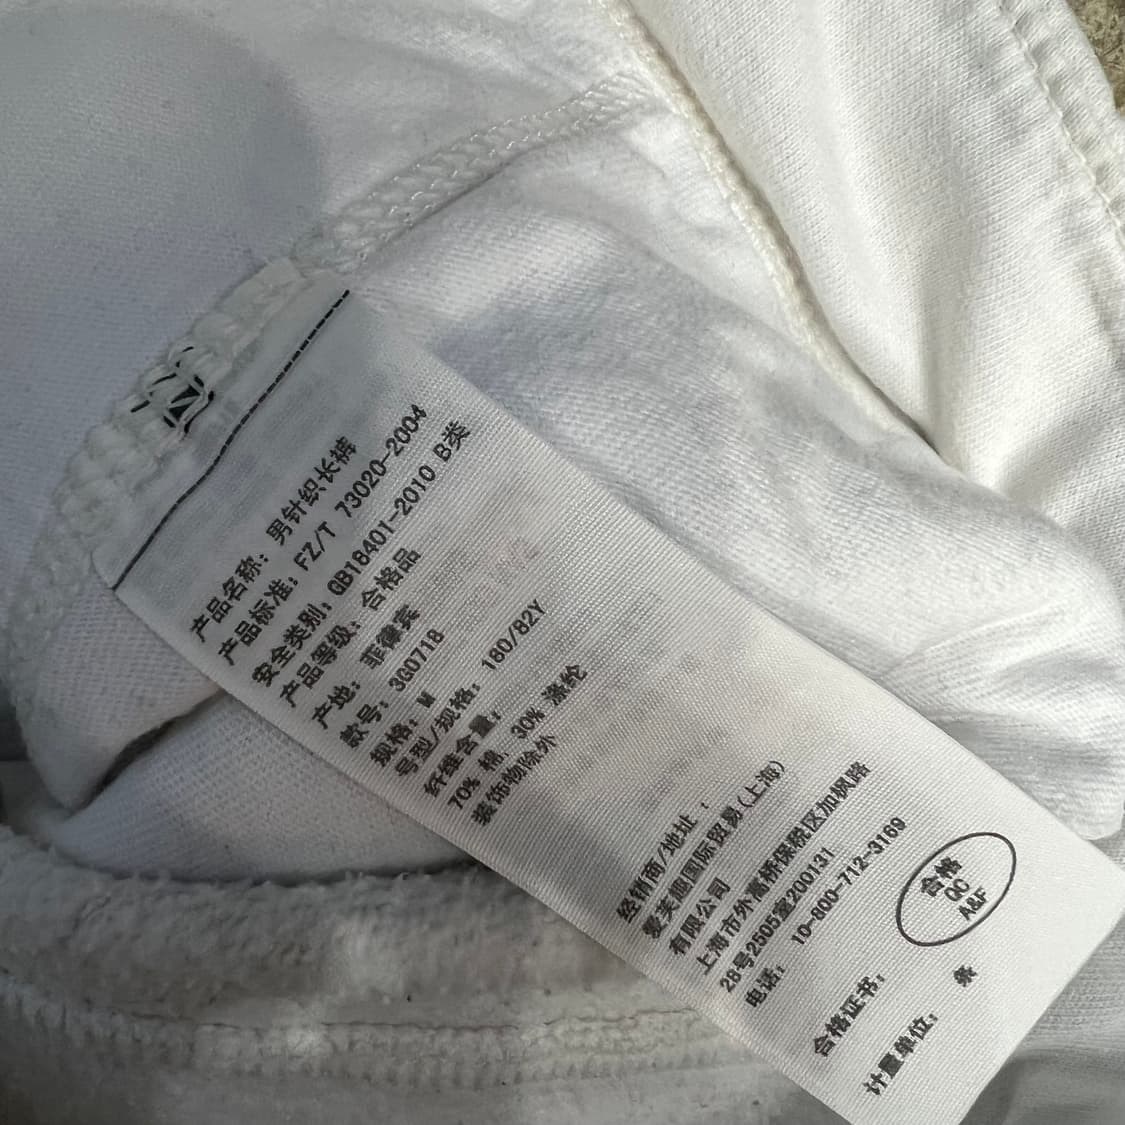 产品名称: 男针织长裤
产品标准: FZ/T 73020-2004
安全类别: GB18401-2010 B类
产品等级: 合格品
产地: 菲律宾
款号: 3G0718
规格: M
号型/规格: 180/82Y
纤维含量:
70% 棉, 30% 涤纶
装饰物除外
经销商/地址:
爱芙趣国际贸易(上海)
有限公司
上海市外高桥保税区加枫路
28号2505室200131
电话: 10-800-712-3169
合格证书: 合格 QC A&F
计量单位: 条